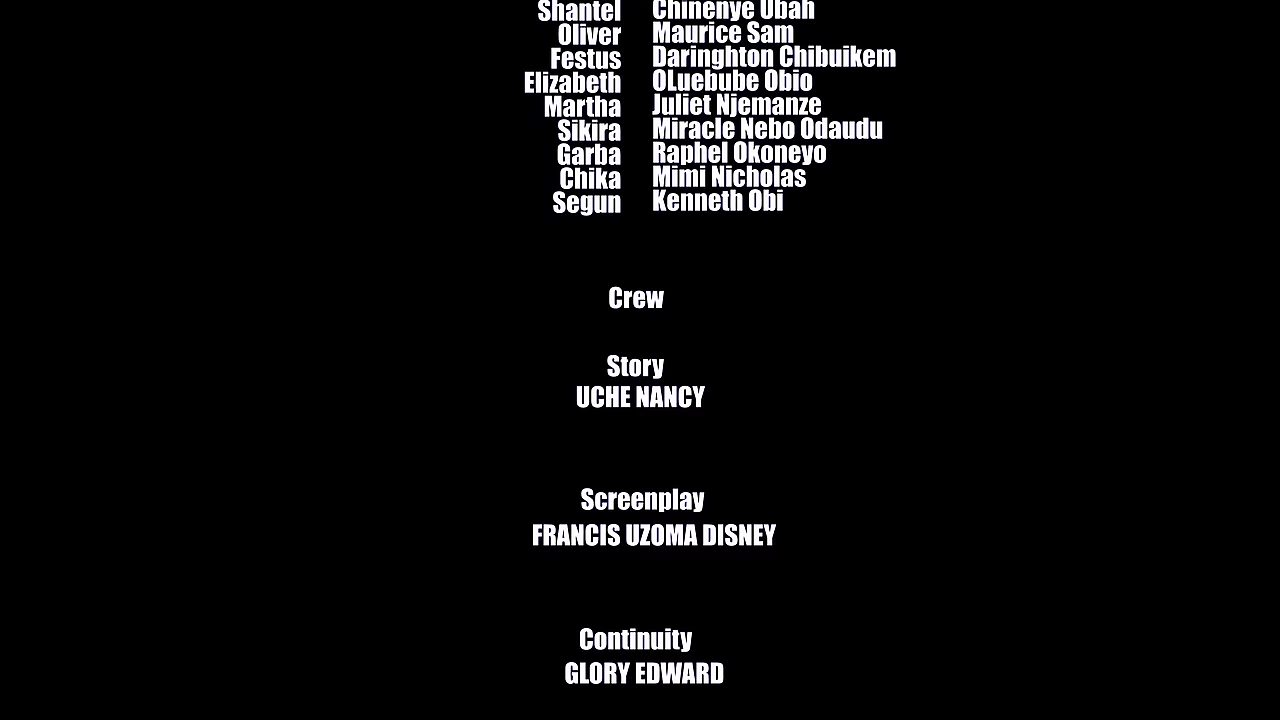 Shantel Chinenye Ubah
Oliver Maurice Sam
Festus Daringhton Chibuikem
Elizabeth OLuebube Obio
Martha Juliet Njemanze
Sikira Miracle Nebo Odaudu
Garba Raphel Okoneyo
Chika Mimi Nicholas
Segun Kenneth Obi
Crew
Story
UCHE NANCY
Screenplay
FRANCIS UZOMA DISNEY
Continuity
GLORY EDWARD